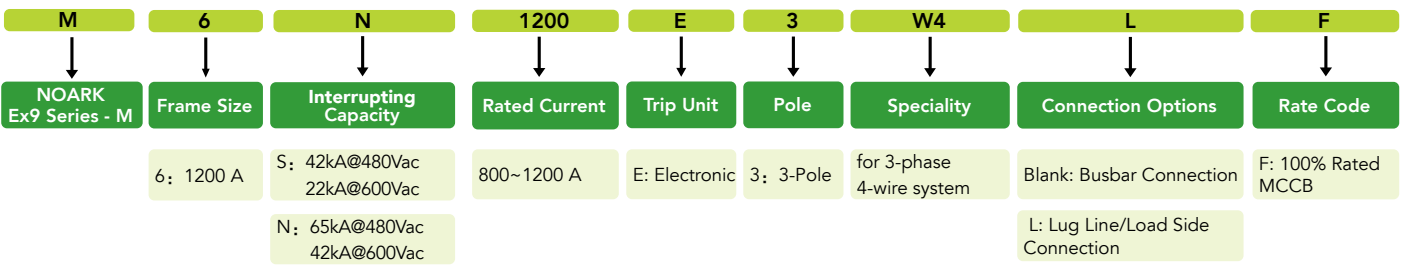 M 6 N 1200 E 3 W4 L F
NOARK
Ex9 Series - M
Frame Size
Interrupting
Capacity
Rated Current
Trip Unit
Pole
Speciality
Connection Options
Rate Code
6：1200 A
S：42kA@480Vac
22kA@600Vac
N：65kA@480Vac
42kA@600Vac
800~1200 A
E: Electronic
3：3-Pole
for 3-phase
4-wire system
Blank: Busbar Connection
L: Lug Line/Load Side
Connection
F: 100% Rated
MCCB